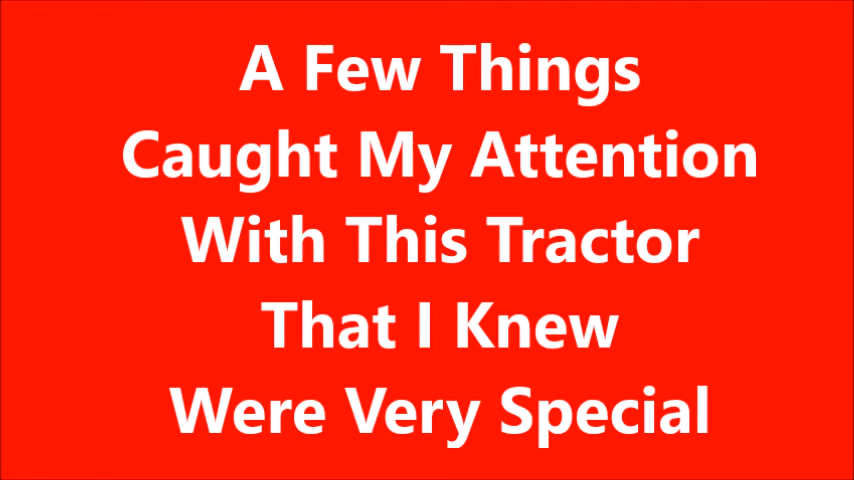 A Few Things
Caught My Attention
With This Tractor
That I Knew
Were Very Special